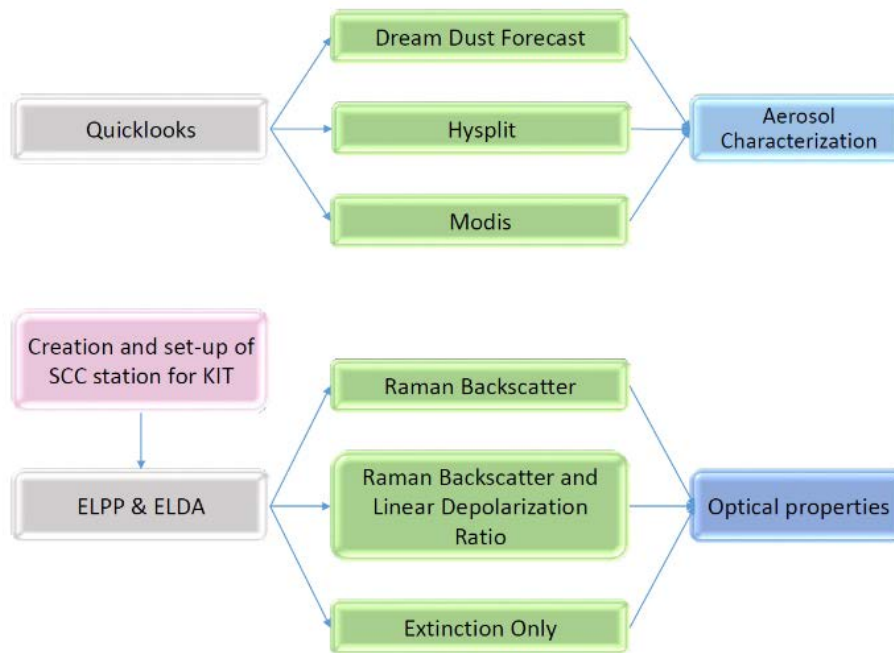 Dream Dust Forecast
Quicklooks
Hysplit
Aerosol
Characterization
Modis
Creation and set-up of
SCC station for KIT
Raman Backscatter
ELPP & ELDA
Raman Backscatter and
Linear Depolarization
Ratio
Optical properties
Extinction Only